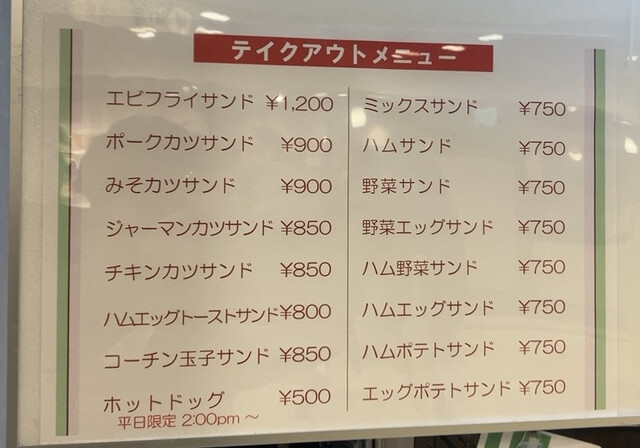 テイクアウトメニュー
エビフライサンド ¥1,200
ポークカツサンド ¥900
みそカツサンド ¥900
ジャーマンカツサンド ¥850
チキンカツサンド ¥850
ハムエッグトーストサンド ¥800
コーチン玉子サンド ¥850
ホットドッグ ¥500
平日限定 2:00pm ～
ミックスサンド ¥750
ハムサンド ¥750
野菜サンド ¥750
野菜エッグサンド ¥750
ハム野菜サンド ¥750
ハムエッグサンド ¥750
ハムポテトサンド ¥750
エッグポテトサンド ¥750